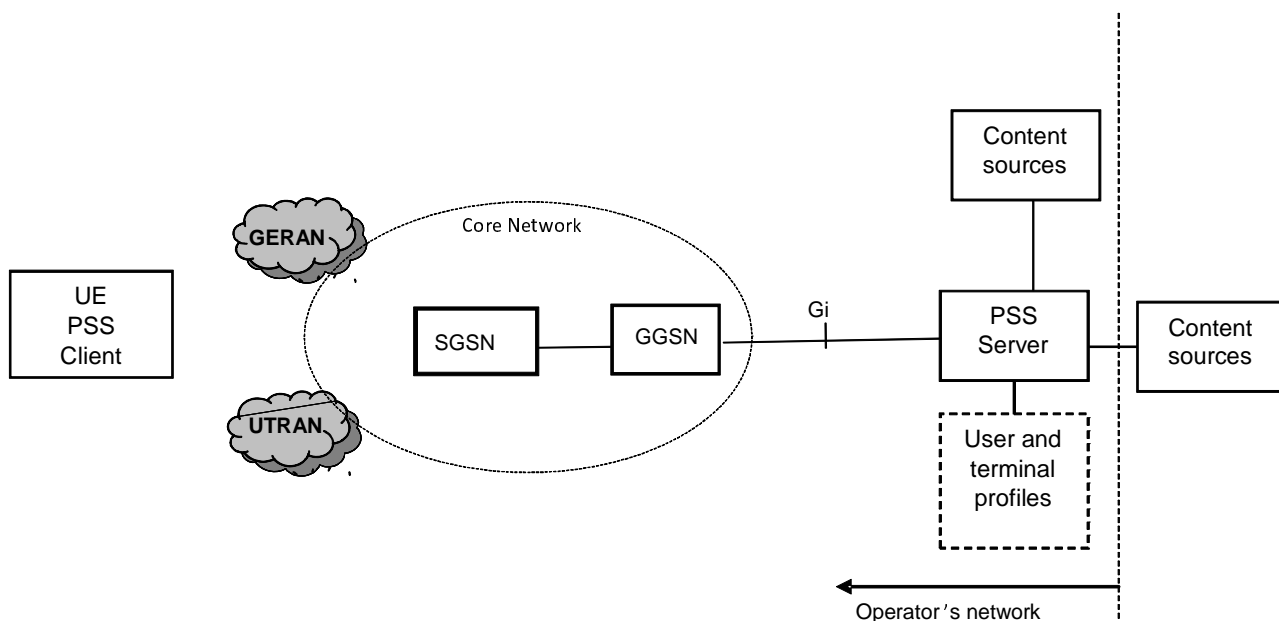 Content
sources
GERAN
Core Network
UE
PSS
Client
SGSN
GGSN
Gi
PSS
Server
Content
sources
UTRAN
User and
terminal
profiles
Operator's network